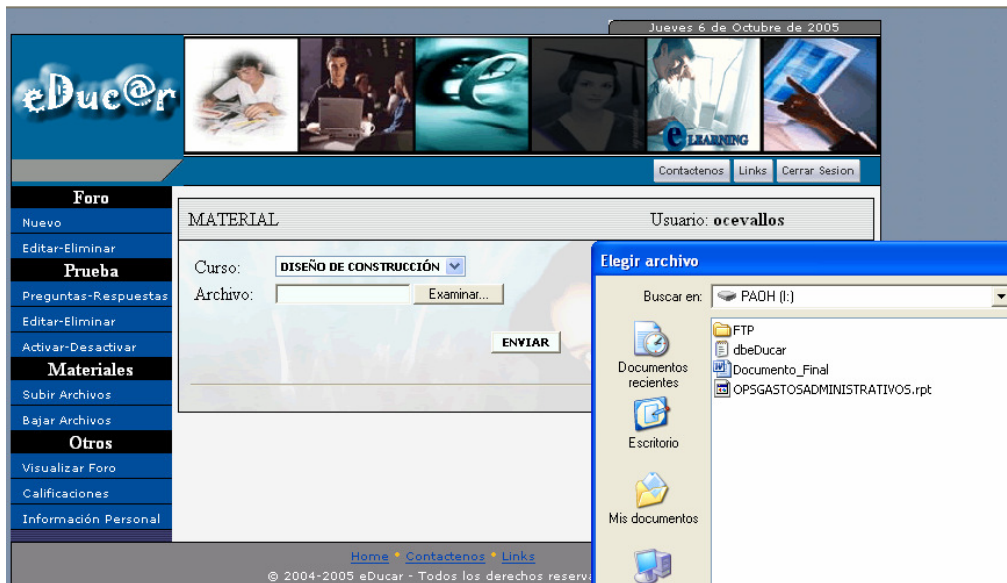 Jueves 6 de Octubre de 2005
eDuc@r
e LEARNING
Contactenos Links Cerrar Sesion
Foro
Nuevo
Editar-Eliminar
Prueba
Preguntas-Respuestas
Editar-Eliminar
Activar-Desactivar
Materiales
Subir Archivos
Bajar Archivos
Otros
Visualizar Foro
Calificaciones
Información Personal
MATERIAL Usuario: ocevallos
Curso: DISEÑO DE CONSTRUCCIÓN
Archivo: Examinar...
ENVIAR
Elegir archivo
Buscar en: PAOH (I:)
Documentos recientes
Escritorio
Mis documentos
FTP
dbeDucar
Documento_Final
OPSGASTOSADMINISTRATIVOS.rpt
Home * Contactenos * Links
© 2004-2005 eDucar - Todos los derechos reserv